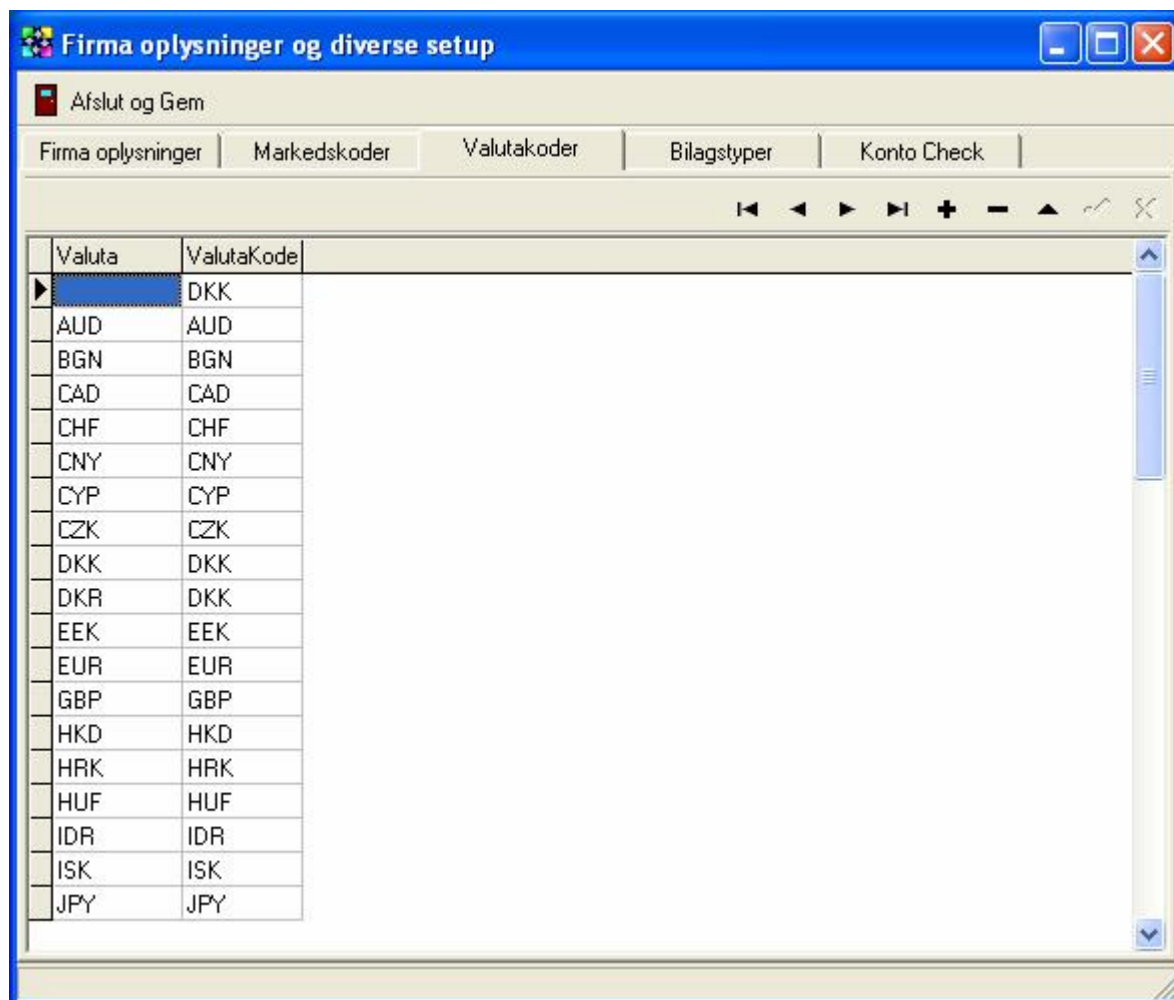 Firma oplysninger og diverse setup
Afslut og Gem
Firma oplysninger Markedskoder Valutakoder Bilagstyper Konto Check
Valuta ValutaKode
DKK
AUD AUD
BGN BGN
CAD CAD
CHF CHF
CNY CNY
CYP CYP
CZK CZK
DKK DKK
DKR DKK
EEK EEK
EUR EUR
GBP GBP
HKD HKD
HRK HRK
HUF HUF
IDR IDR
ISK ISK
JPY JPY